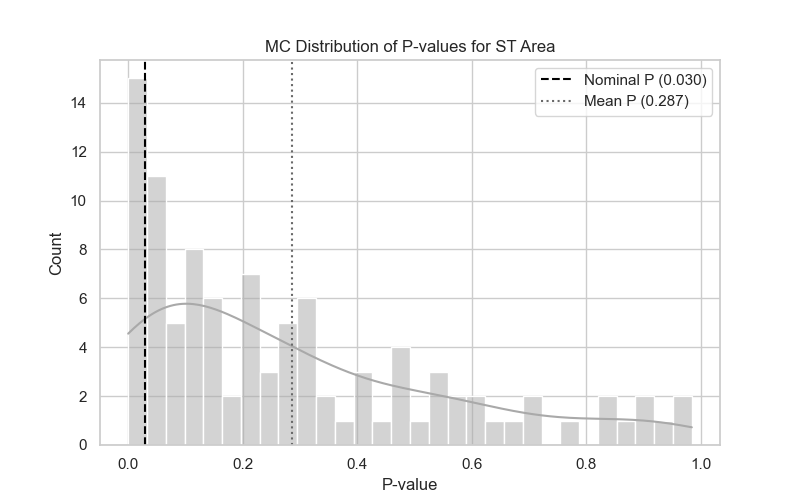 MC Distribution of P-values for ST Area
Nominal P (0.030)
Mean P (0.287)
Count
14
12
10
8
6
4
2
0
0.0 0.2 0.4 0.6 0.8 1.0
P-value